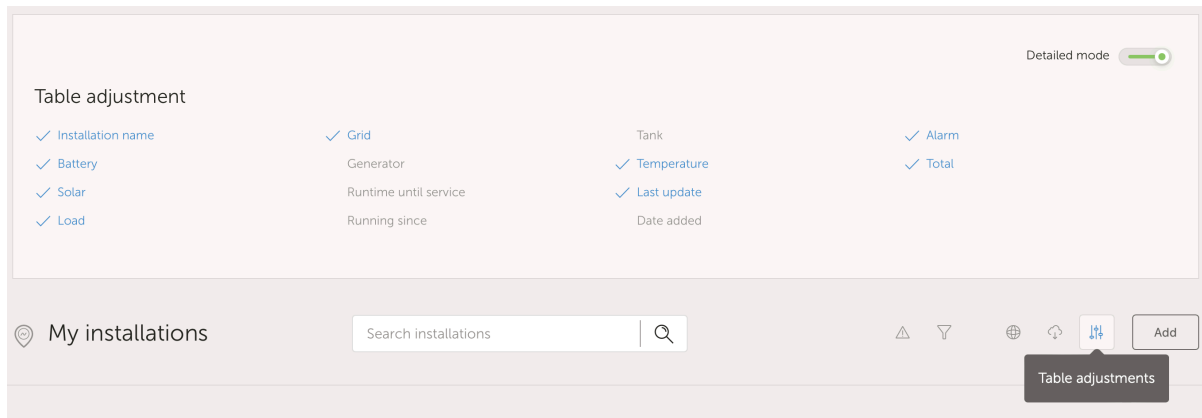 Detailed mode
Table adjustment
Installation name
Grid
Tank
Alarm
Battery
Generator
Temperature
Total
Solar
Runtime until service
Last update
Load
Running since
Date added
My installations
Search installations
Add
Table adjustments